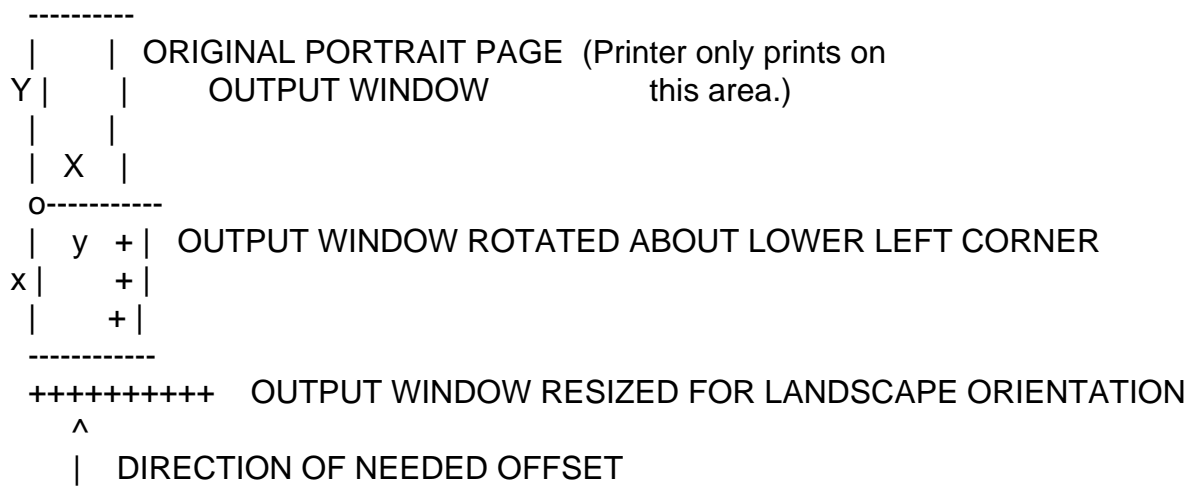 ----------
|         | ORIGINAL PORTRAIT PAGE (Printer only prints on
Y |         |          OUTPUT WINDOW                    this area.)
|         |
|   X   |
o-----------
|    y   + |   OUTPUT WINDOW ROTATED ABOUT LOWER LEFT CORNER
x |         + |
|         + |
------------
++++++++++   OUTPUT WINDOW RESIZED FOR LANDSCAPE ORIENTATION
^
|   DIRECTION OF NEEDED OFFSET